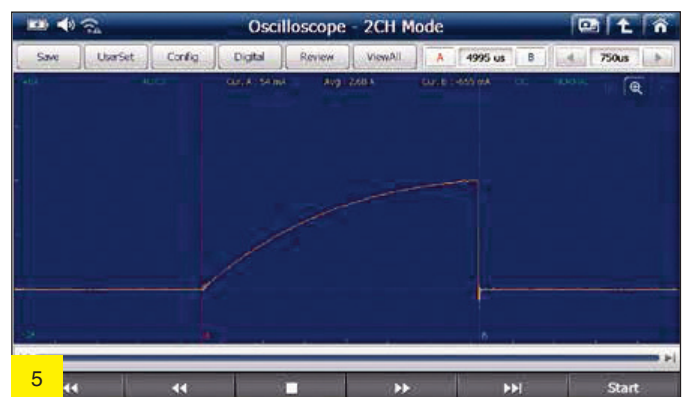 Oscilloscope - 2CH Mode
Save UserSet Config Digital Review ViewAll A 4995 us B 750us
Cur. A : 54 mA Avg : 2.60 A Cur. B : -655 mA
5
Start